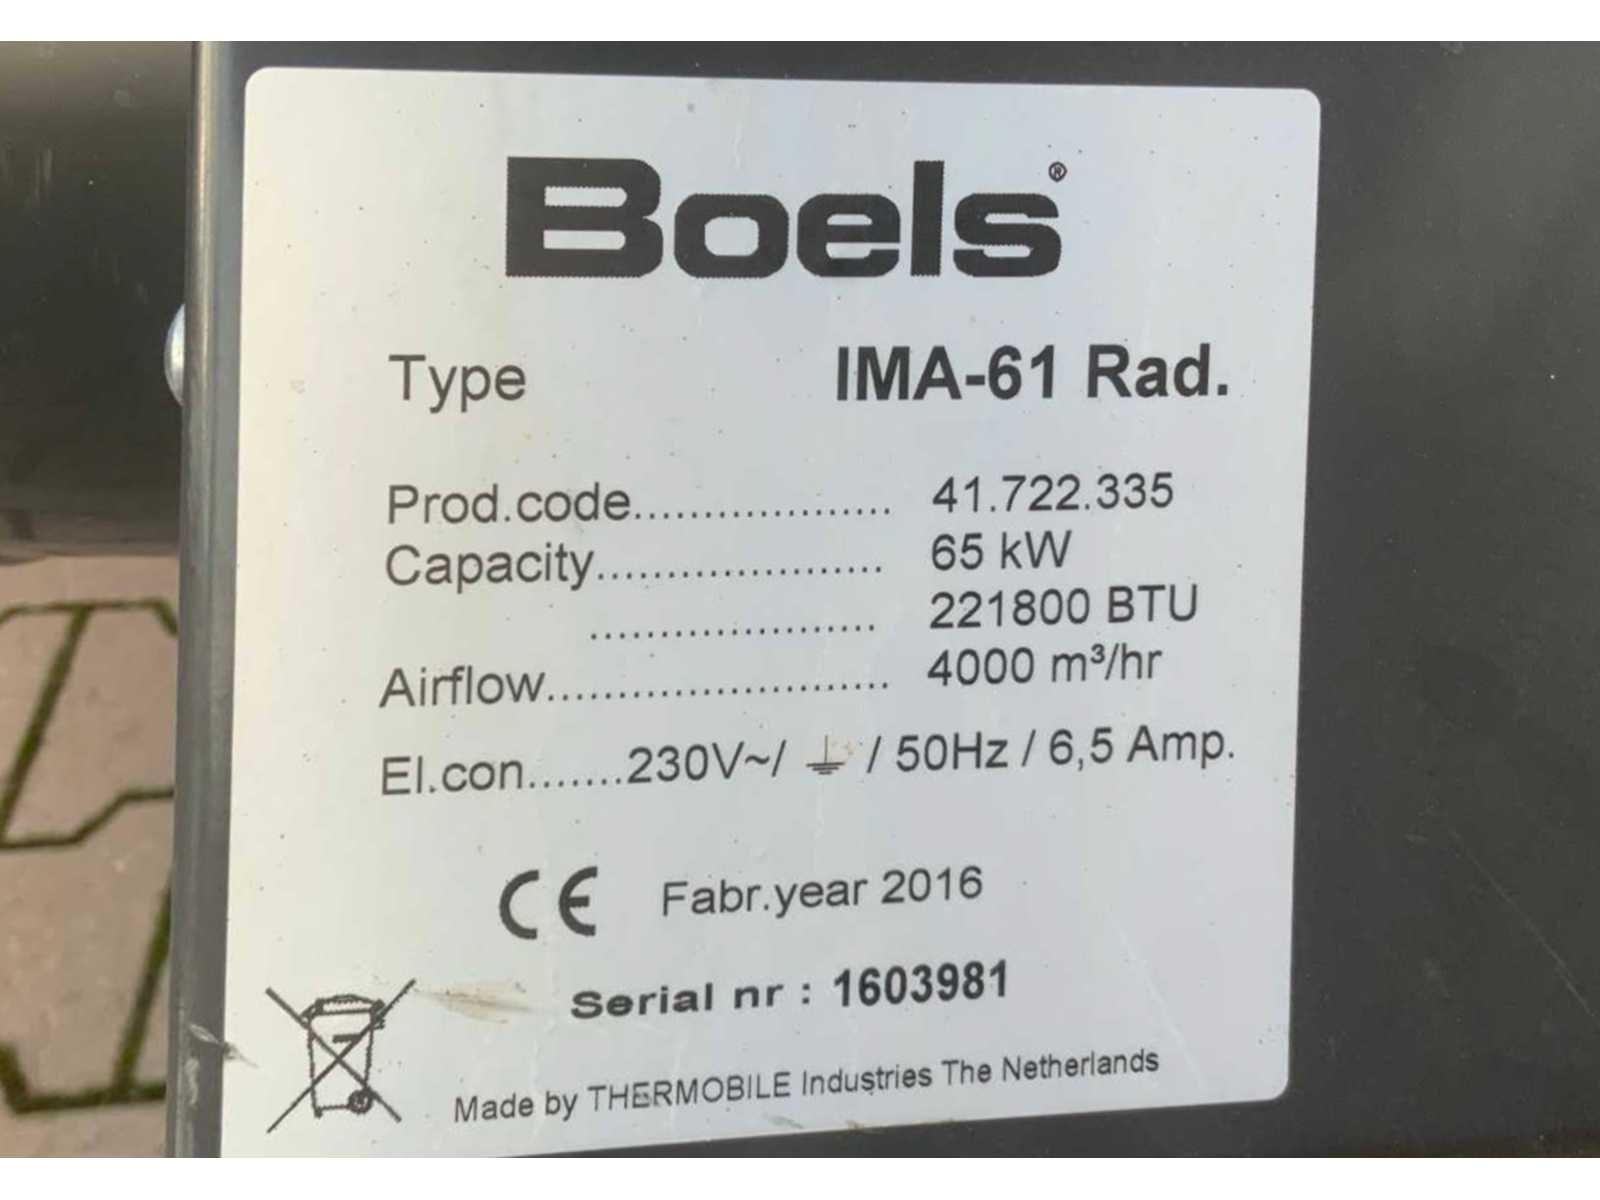 Boels®
Type IMA-61 Rad.
Prod.code................... 41.722.335
Capacity..................... 65 kW
..................... 221800 BTU
Airflow......................... 4000 m³/hr
El.con.......230V~/ ⏚ / 50Hz / 6,5 Amp.
CE Fabr.year 2016
Serial nr : 1603981
Made by THERMOBILE Industries The Netherlands